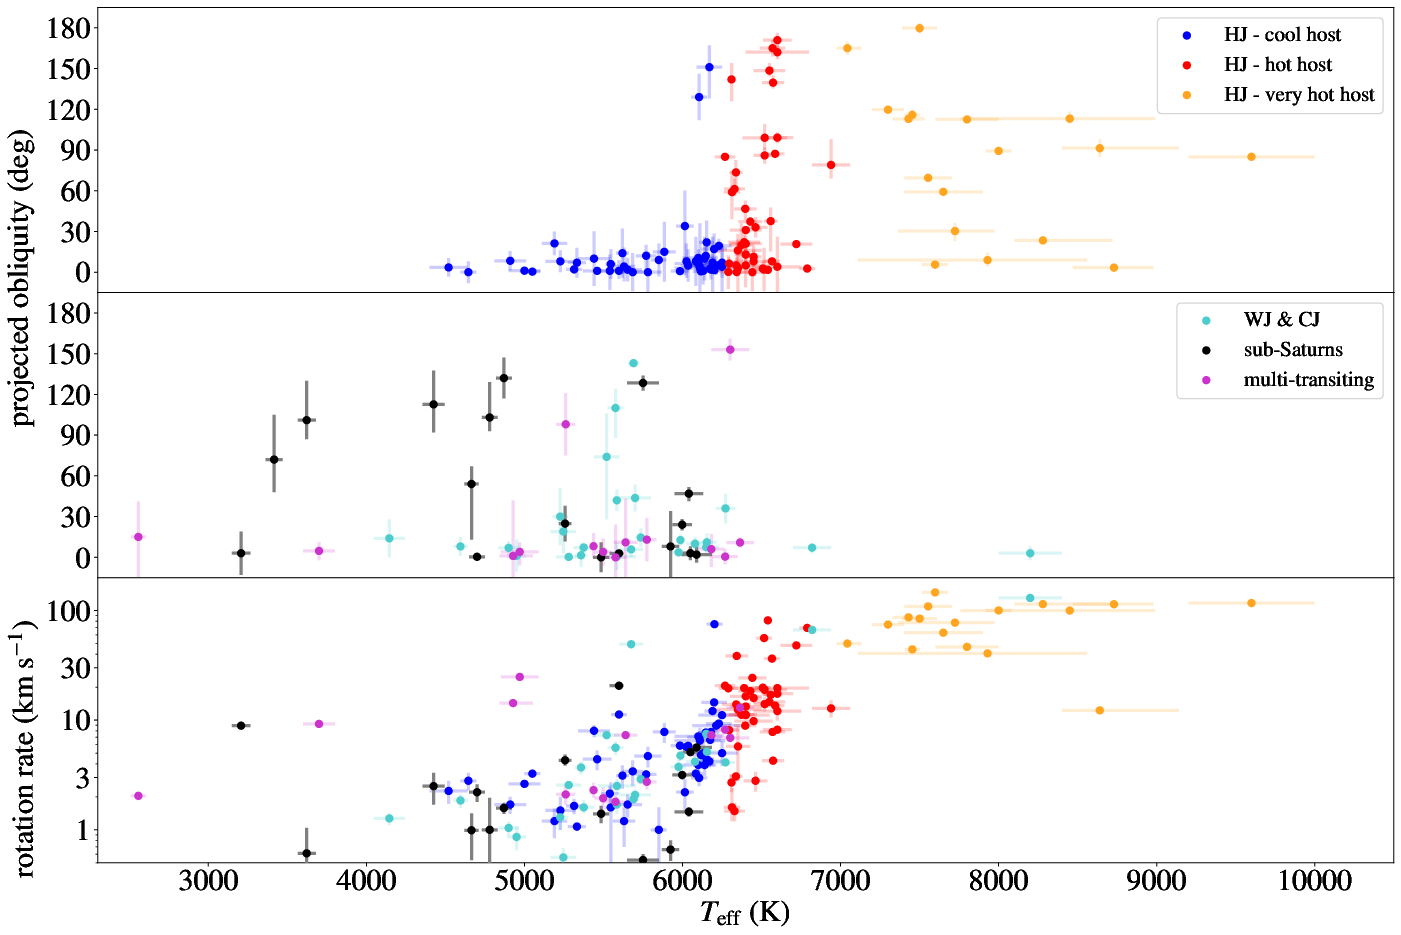 180
150
120
90
60
30
0
HJ - cool host
HJ - hot host
HJ - very hot host
projected obliquity (deg)
180
150
120
90
60
30
0
WJ & CJ
sub-Saturns
multi-transiting
100
30
10
3
1
rotation rate (km s⁻¹)
3000 4000 5000 6000 7000 8000 9000 10000
T_eff (K)